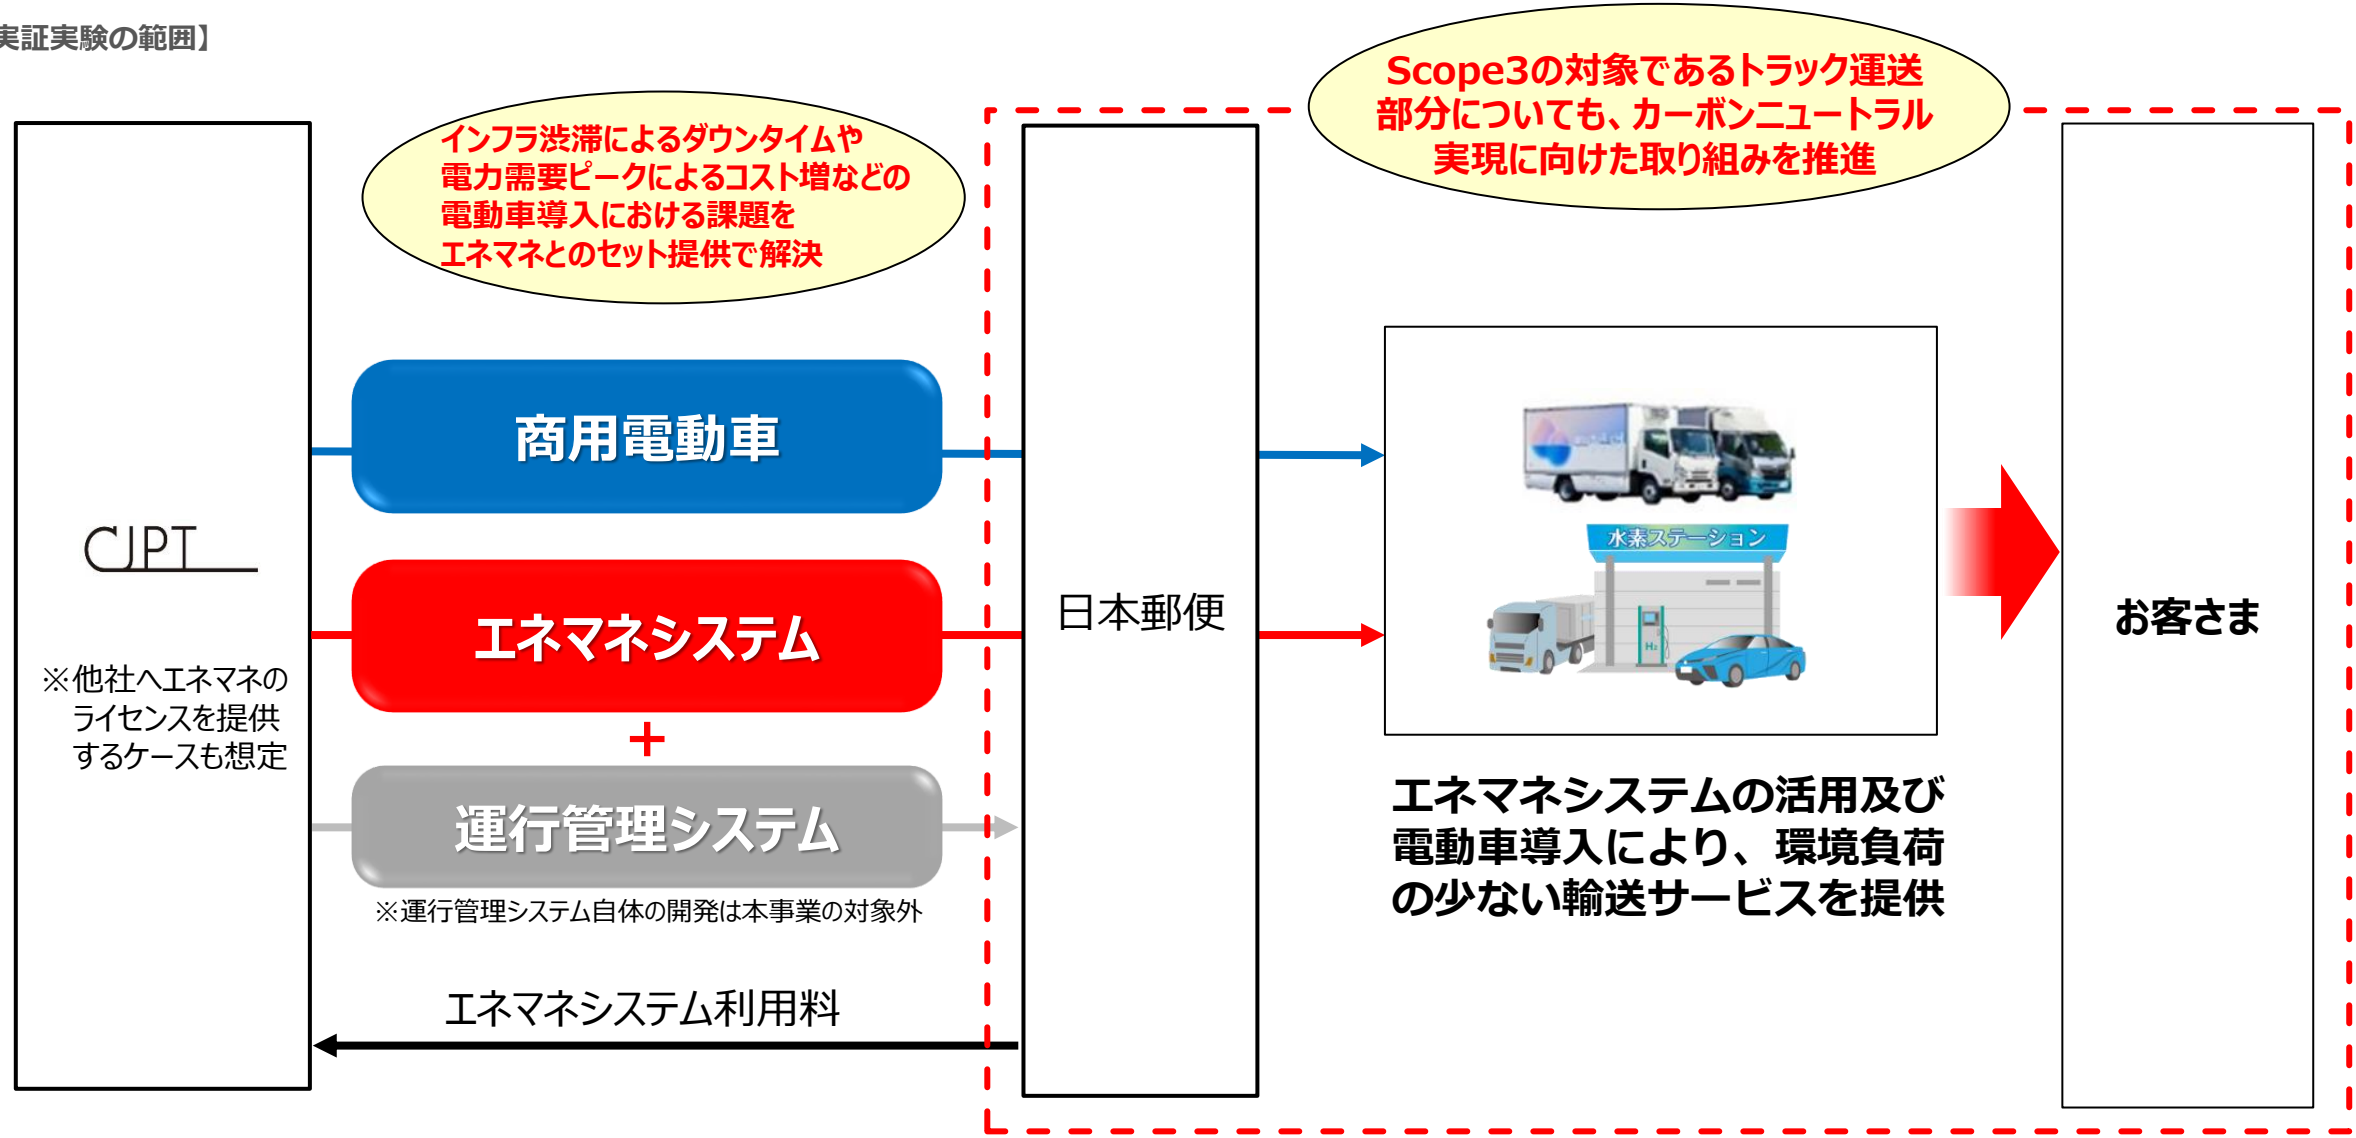 実証実験の範囲】
インフラ渋滞によるダウンタイムや
電力需要ピークによるコスト増などの
電動車導入における課題を
エネマネとのセット提供で解決
Scope3の対象であるトラック運送
部分についても、カーボンニュートラル
実現に向けた取り組みを推進
CJPT
※他社へエネマネの
ライセンスを提供
するケースも想定
商用電動車
エネマネシステム
+
運行管理システム
※運行管理システム自体の開発は本事業の対象外
エネマネシステム利用料
日本郵便
水素ステーション
H2
エネマネシステムの活用及び
電動車導入により、環境負荷
の少ない輸送サービスを提供
お客さま